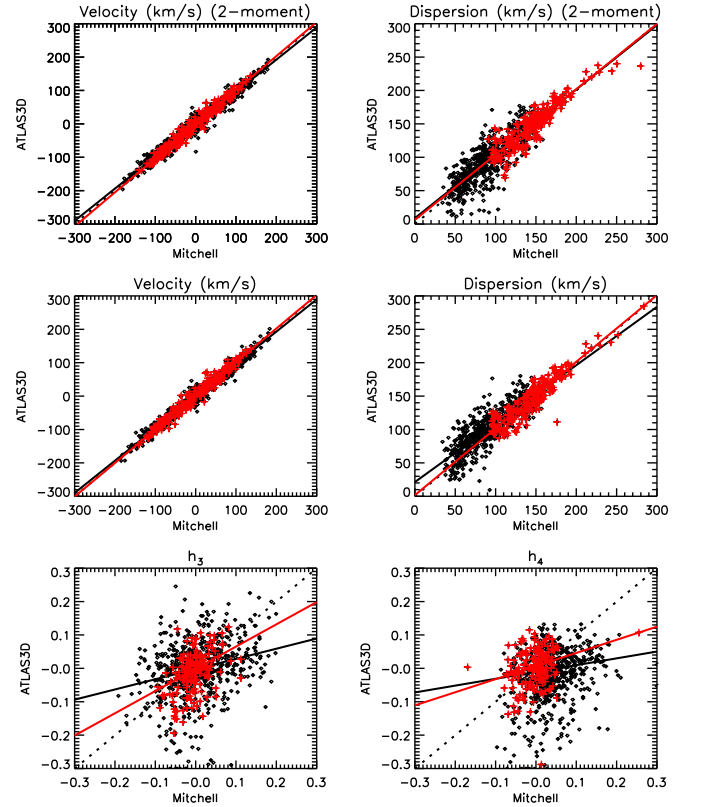 Velocity (km/s) (2−moment)
Dispersion (km/s) (2−moment)
300
200
100
0
−100
−200
−300
ATLAS3D
−300 −200 −100 0 100 200 300
Mitchell
300
250
200
150
100
50
0
ATLAS3D
0 50 100 150 200 250 300
Mitchell
Velocity (km/s)
Dispersion (km/s)
300
200
100
0
−100
−200
−300
ATLAS3D
−300 −200 −100 0 100 200 300
Mitchell
300
250
200
150
100
50
0
ATLAS3D
0 50 100 150 200 250 300
Mitchell
h3
h4
0.3
0.2
0.1
−0.0
−0.1
−0.2
−0.3
ATLAS3D
−0.3 −0.2 −0.1 −0.0 0.1 0.2 0.3
Mitchell
0.3
0.2
0.1
−0.0
−0.1
−0.2
−0.3
ATLAS3D
−0.3 −0.2 −0.1 −0.0 0.1 0.2 0.3
Mitchell